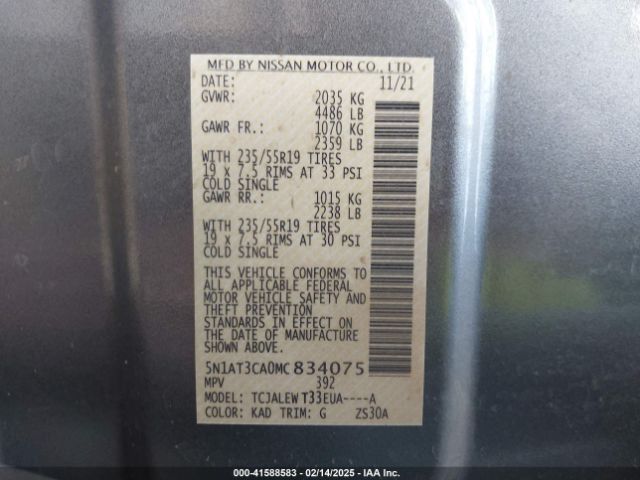 MFD BY NISSAN MOTOR CO., LTD.
DATE: 11/21
GVWR: 2035 KG
4486 LB
GAWR FR.: 1070 KG
2359 LB
WITH 235/55R19 TIRES
19 x 7.5 RIMS AT 33 PSI
COLD SINGLE
GAWR RR.: 1015 KG
2238 LB
WITH 235/55R19 TIRES
19 x 7.5 RIMS AT 30 PSI
COLD SINGLE
THIS VEHICLE CONFORMS TO
ALL APPLICABLE FEDERAL
MOTOR VEHICLE SAFETY AND
THEFT PREVENTION
STANDARDS IN EFFECT ON
THE DATE OF MANUFACTURE
SHOWN ABOVE.
5N1AT3CA0MC834075
MPV 392
MODEL: TCJALEW T33EUA----A
COLOR: KAD TRIM: G ZS30A
000-41588583 / 02/14/2025 / IAA Inc.